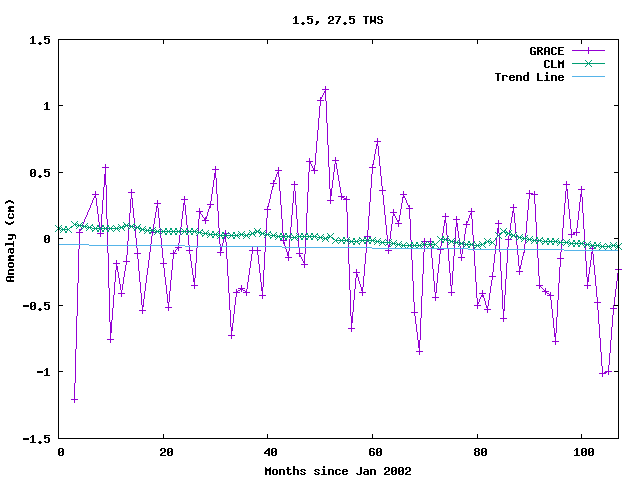 1.5, 27.5 TWS
GRACE
CLM
Trend Line
1.5
1
0.5
0
-0.5
-1
-1.5
Anomaly (cm)
0 20 40 60 80 100
Months since Jan 2002